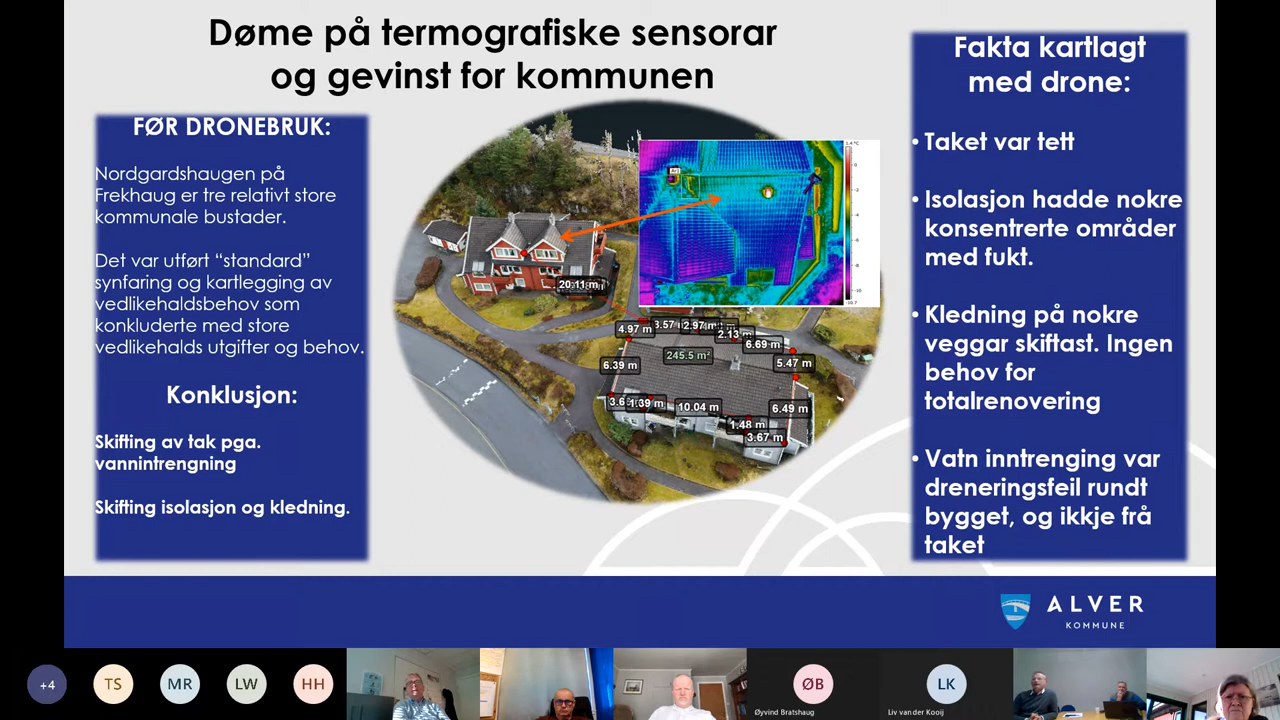 Døme på termografiske sensorar
og gevinst for kommunen
FØR DRONEBRUK:
Nordgardshaugen på
Frekhaug er tre relativt store
kommunale bustader.
Det var utført “standard”
synfaring og kartlegging av
vedlikehaldsbehov som
konkluderte med store
vedlikehalds utgifter og behov.
Konklusjon:
Skifting av tak pga.
vannintrengning
Skifting isolasjon og kledning.
20.11 m
4.97 m
3.57
2.97 m
2.13
6.69 m
245.5 m²
5.47 m
6.39 m
1.39 m
10.04 m
6.49 m
1.48 m
3.67 m
Fakta kartlagt
med drone:
• Taket var tett
• Isolasjon hadde nokre
konsentrerte områder
med fukt.
• Kledning på nokre
veggar skiftast. Ingen
behov for
totalrenovering
• Vatn inntrenging var
dreneringsfeil rundt
bygget, og ikkje frå
taket
ALVER
KOMMUNE
+4
TS
MR
LW
HH
ØB
Øyvind Bratshaug
LK
Liv van der Kooij